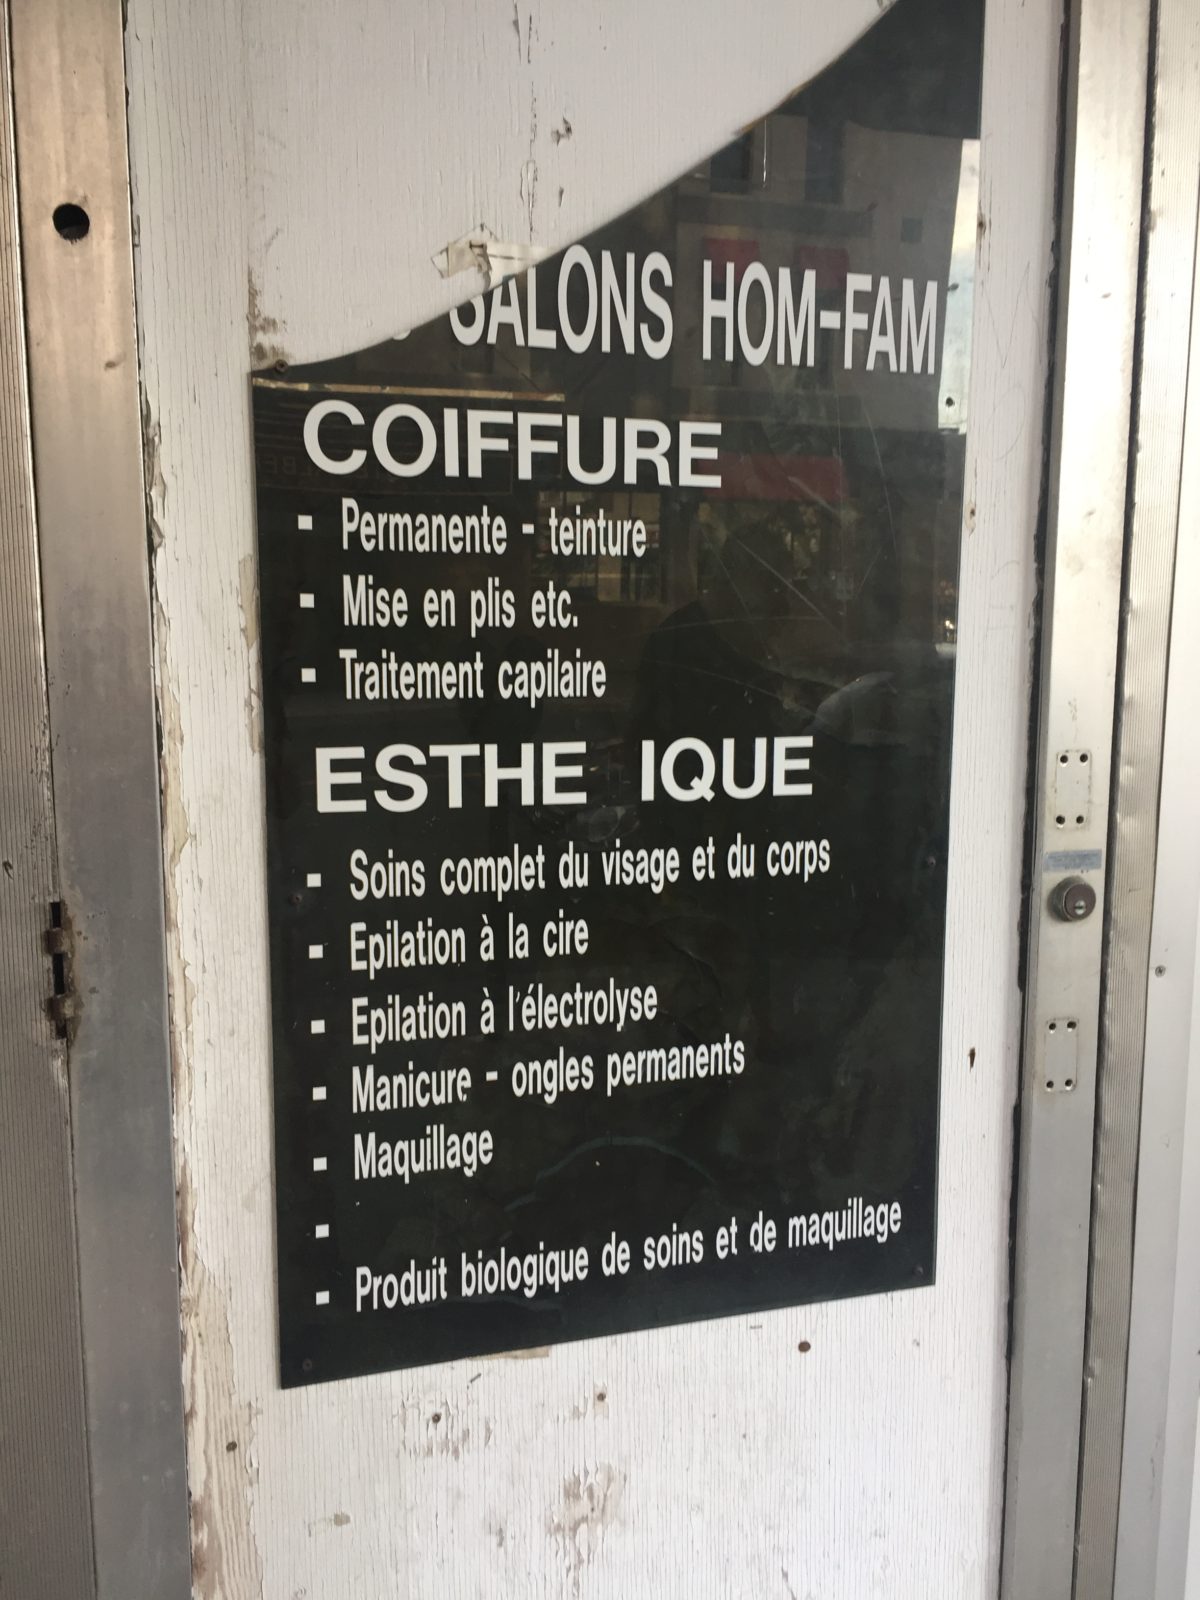 SALONS HOM-FAM
COIFFURE
- Permanente - teinture
- Mise en plis etc.
- Traitement capilaire
ESTHE IQUE
- Soins complet du visage et du corps
- Epilation à la cire
- Epilation à l'électrolyse
- Manicure - ongles permanents
- Maquillage
-
- Produit biologique de soins et de maquillage